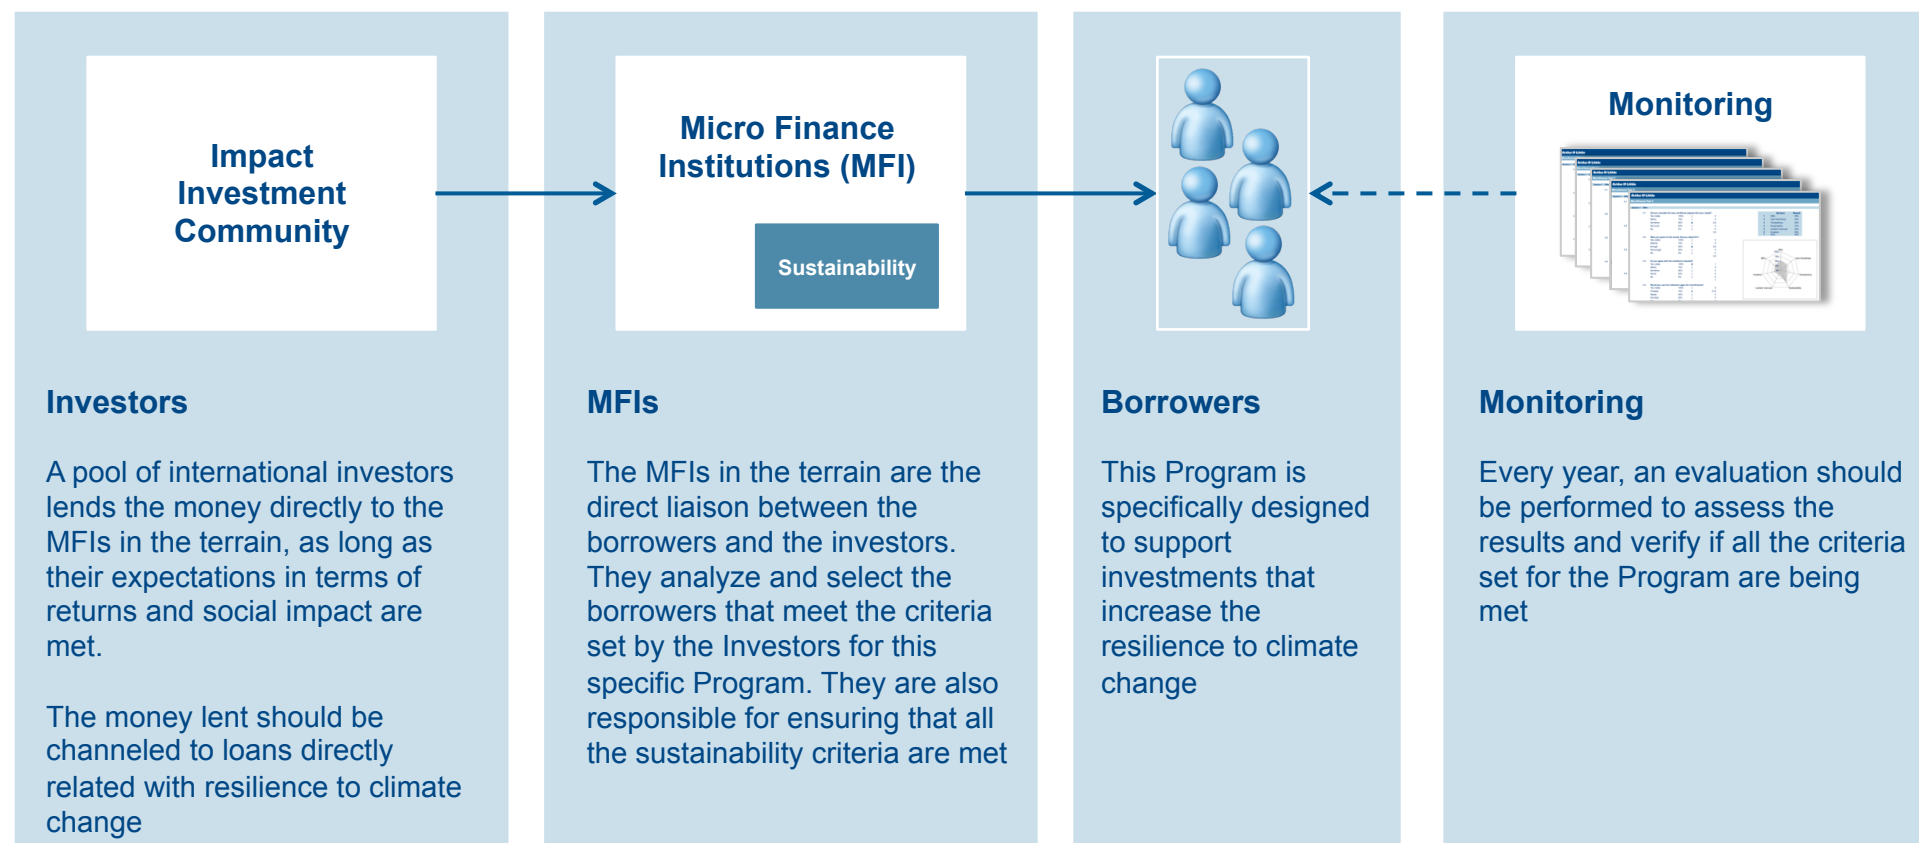 Impact
Investment
Community
Micro Finance
Institutions (MFI)
Sustainability
Monitoring
Investors
A pool of international investors
lends the money directly to the
MFIs in the terrain, as long as
their expectations in terms of
returns and social impact are
met.
The money lent should be
channeled to loans directly
related with resilience to climate
change
MFIs
The MFIs in the terrain are the
direct liaison between the
borrowers and the investors.
They analyze and select the
borrowers that meet the criteria
set by the Investors for this
specific Program. They are also
responsible for ensuring that all
the sustainability criteria are met
Borrowers
This Program is
specifically designed
to support
investments that
increase the
resilience to climate
change
Monitoring
Every year, an evaluation should
be performed to assess the
results and verify if all the criteria
set for the Program are being
met